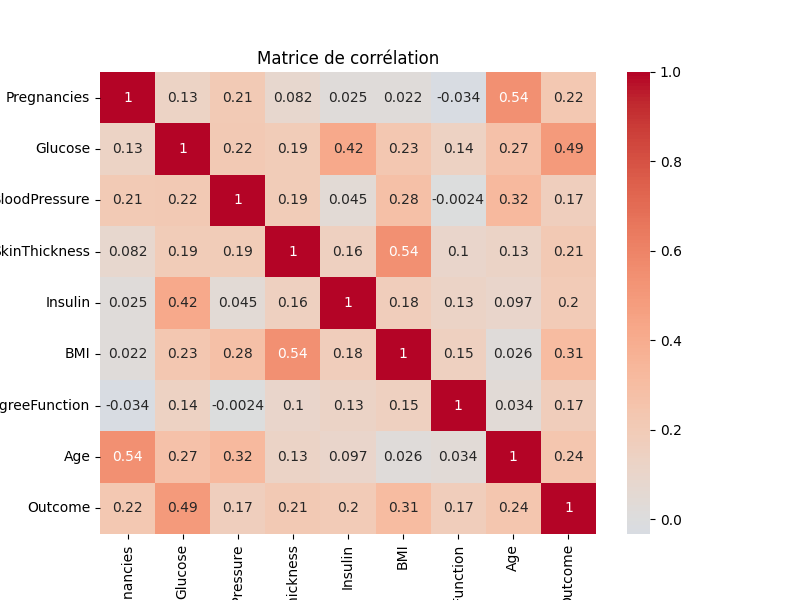 Matrice de corrélation
Pregnancies 1 0.13 0.21 0.082 0.025 0.022 -0.034 0.54 0.22
Glucose 0.13 1 0.22 0.19 0.42 0.23 0.14 0.27 0.49
loodPressure 0.21 0.22 1 0.19 0.045 0.28 -0.0024 0.32 0.17
kinThickness 0.082 0.19 0.19 1 0.16 0.54 0.1 0.13 0.21
Insulin 0.025 0.42 0.045 0.16 1 0.18 0.13 0.097 0.2
BMI 0.022 0.23 0.28 0.54 0.18 1 0.15 0.026 0.31
greeFunction -0.034 0.14 -0.0024 0.1 0.13 0.15 1 0.034 0.17
Age 0.54 0.27 0.32 0.13 0.097 0.026 0.034 1 0.24
Outcome 0.22 0.49 0.17 0.21 0.2 0.31 0.17 0.24 1
nancies Glucose Pressure ickness Insulin BMI unction Age utcome
1.0
0.8
0.6
0.4
0.2
0.0